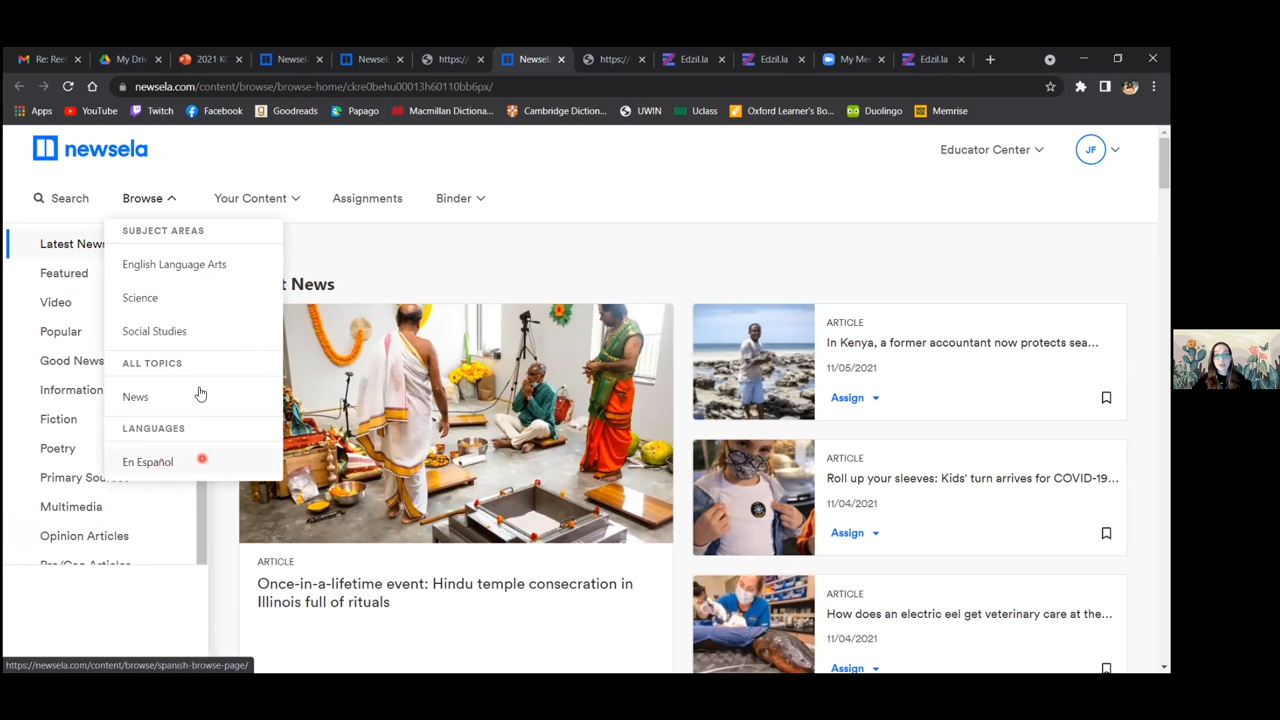 Re: Ree
My Driv
2021 KO
Newsel
Newsel
https://
Newsel
https://
Edzil.la
Edzil.la
My Me
Edzil.la
newsela.com/content/browse/browse-home/ckre0behu00013h60110bb6px/
Apps
YouTube
Twitch
Facebook
Goodreads
Papago
Macmillan Dictiona...
Cambridge Diction...
UWIN
Uclass
Oxford Learner's Bo...
Duolingo
Memrise
newsela
Educator Center
JF
Search
Browse
Your Content
Assignments
Binder
SUBJECT AREAS
English Language Arts
Science
Social Studies
ALL TOPICS
News
LANGUAGES
En Español
Latest News
Featured
Video
Popular
Good News
Information
Fiction
Poetry
Primary Sou
Multimedia
Opinion Articles
Pro/Con Articles
t News
ARTICLE
Once-in-a-lifetime event: Hindu temple consecration in
Illinois full of rituals
ARTICLE
In Kenya, a former accountant now protects sea...
11/05/2021
Assign
ARTICLE
Roll up your sleeves: Kids' turn arrives for COVID-19...
11/04/2021
Assign
ARTICLE
How does an electric eel get veterinary care at the...
11/04/2021
Assign
https://newsela.com/content/browse/spanish-browse-page/